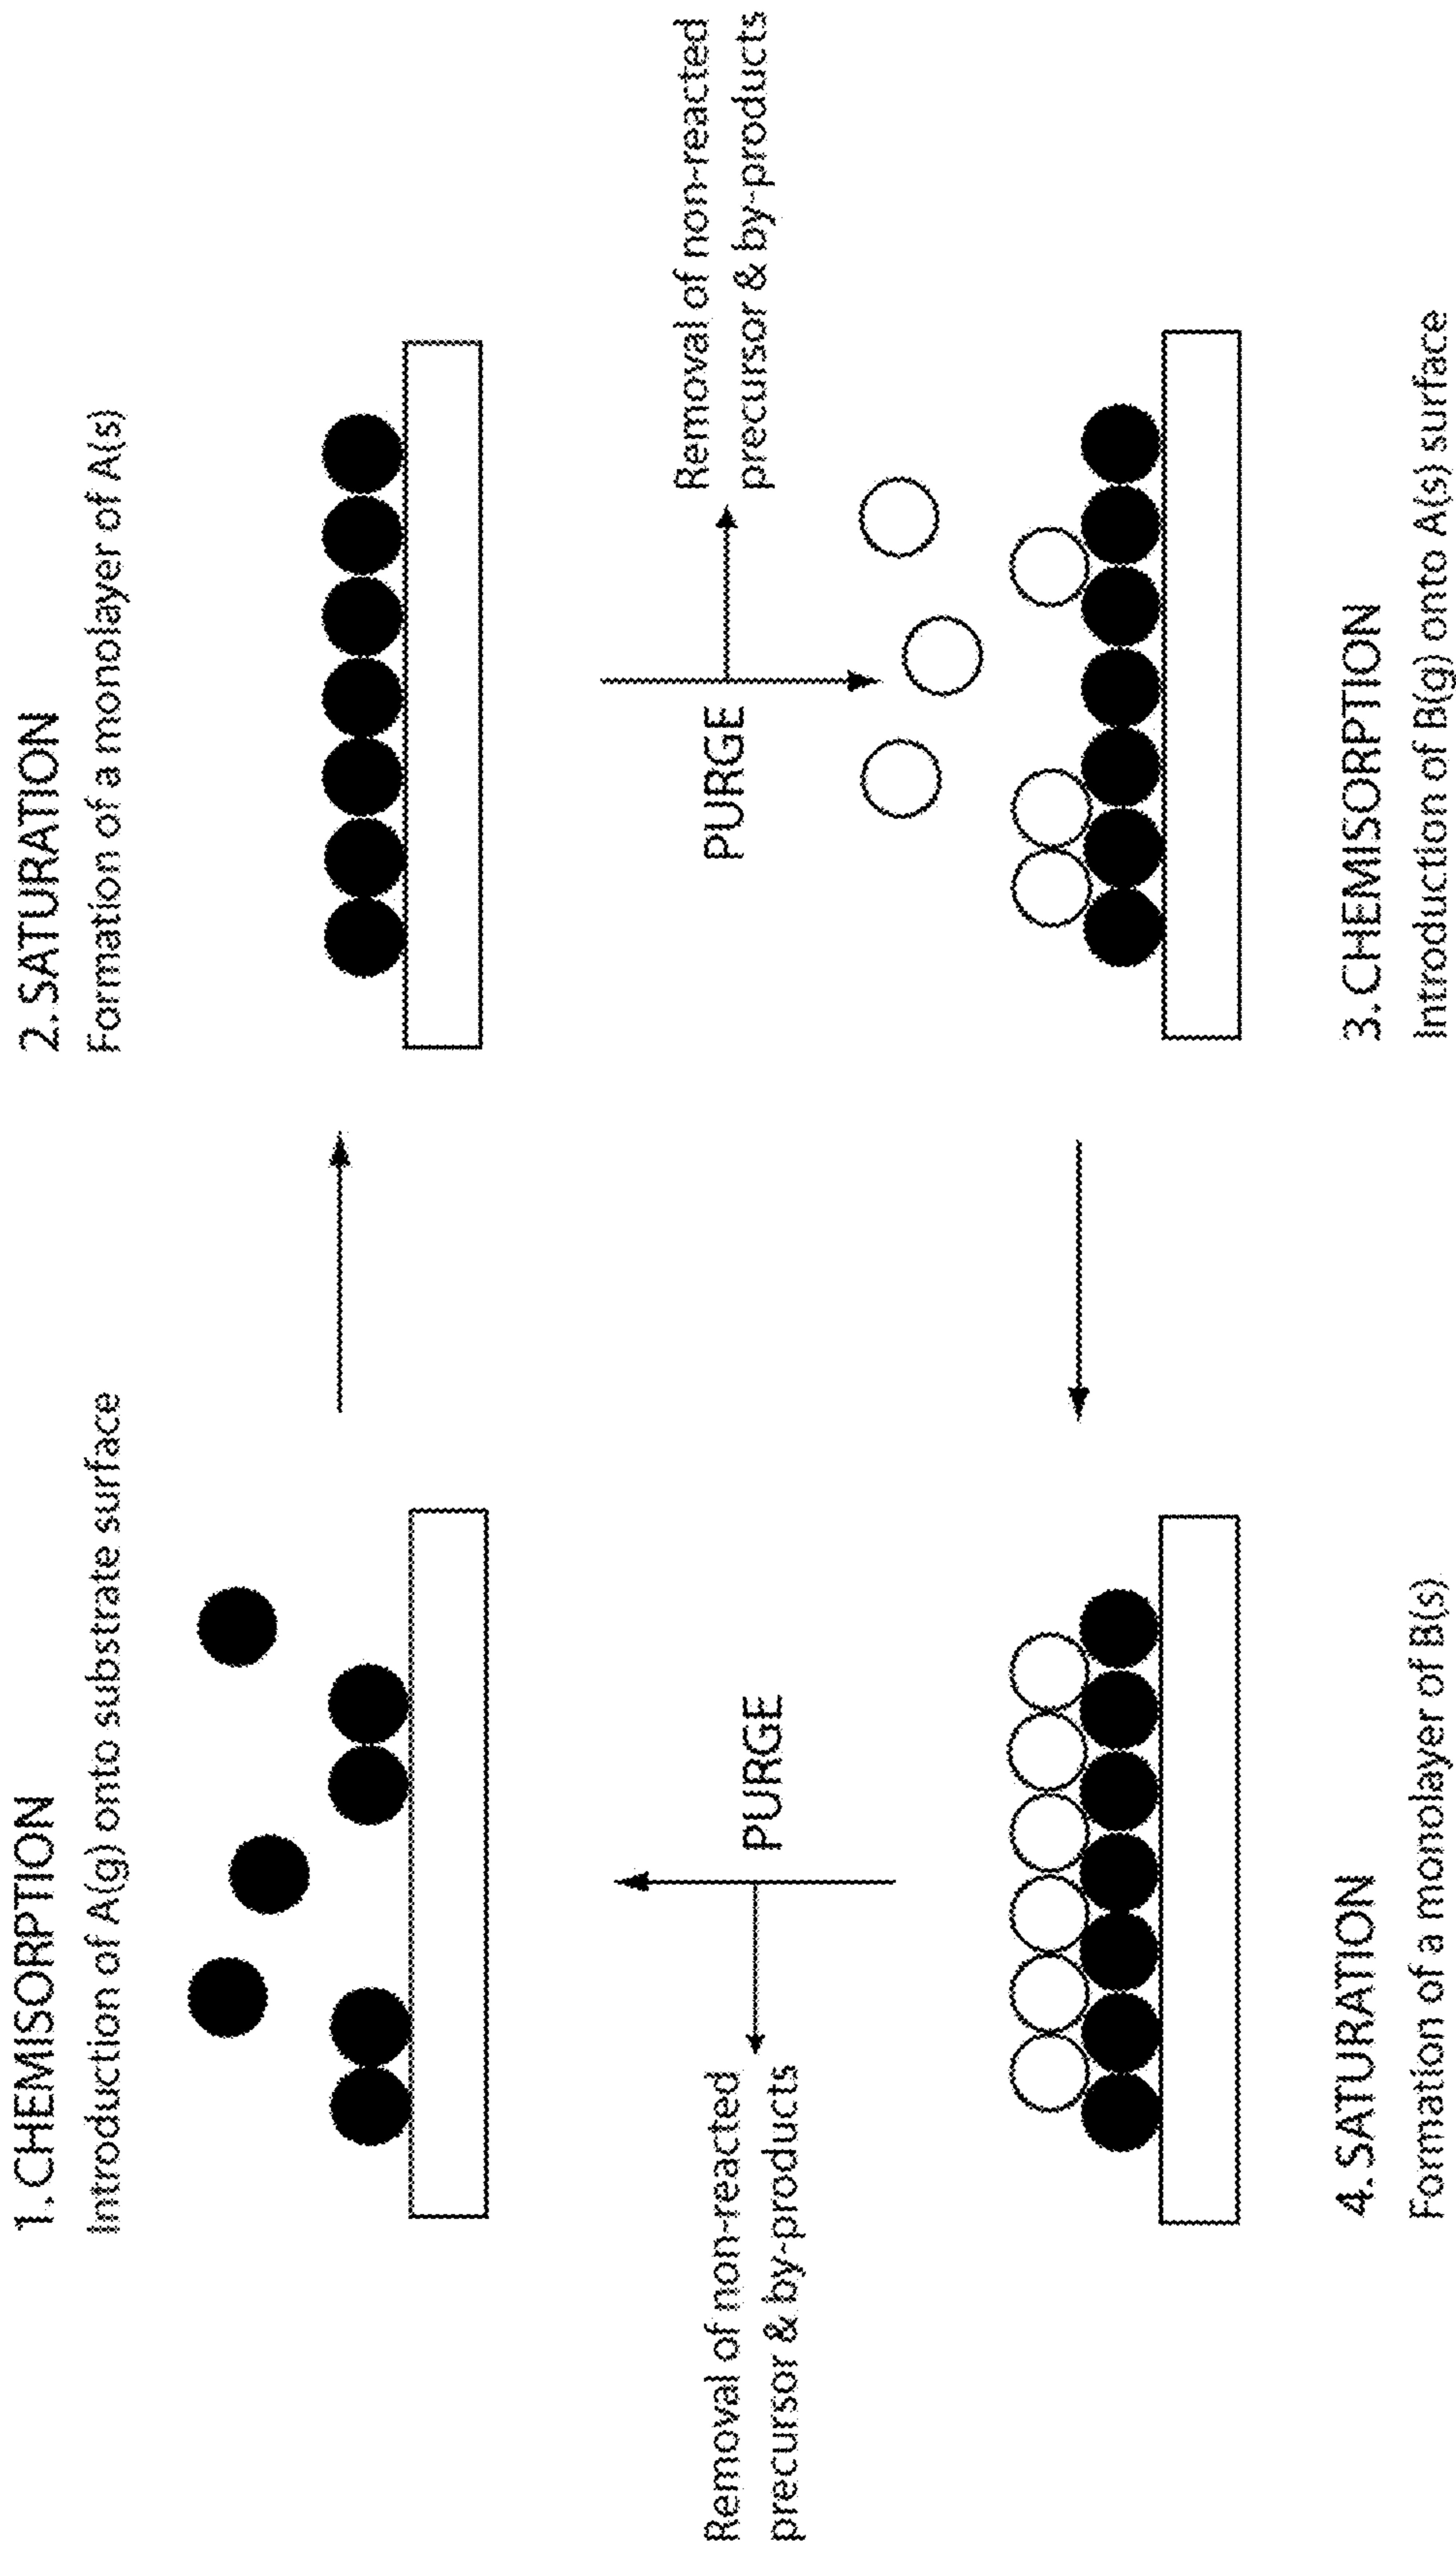 1. CHEMISORPTION
Introduction of A(g) onto substrate surface
2. SATURATION
Formation of a monolayer of A(s)
PURGE
Removal of non-reacted
precursor & by-products
3. CHEMISORPTION
Introduction of B(g) onto A(s) surface
4. SATURATION
Formation of a monolayer of B(s)
PURGE
Removal of non-reacted
precursor & by-products